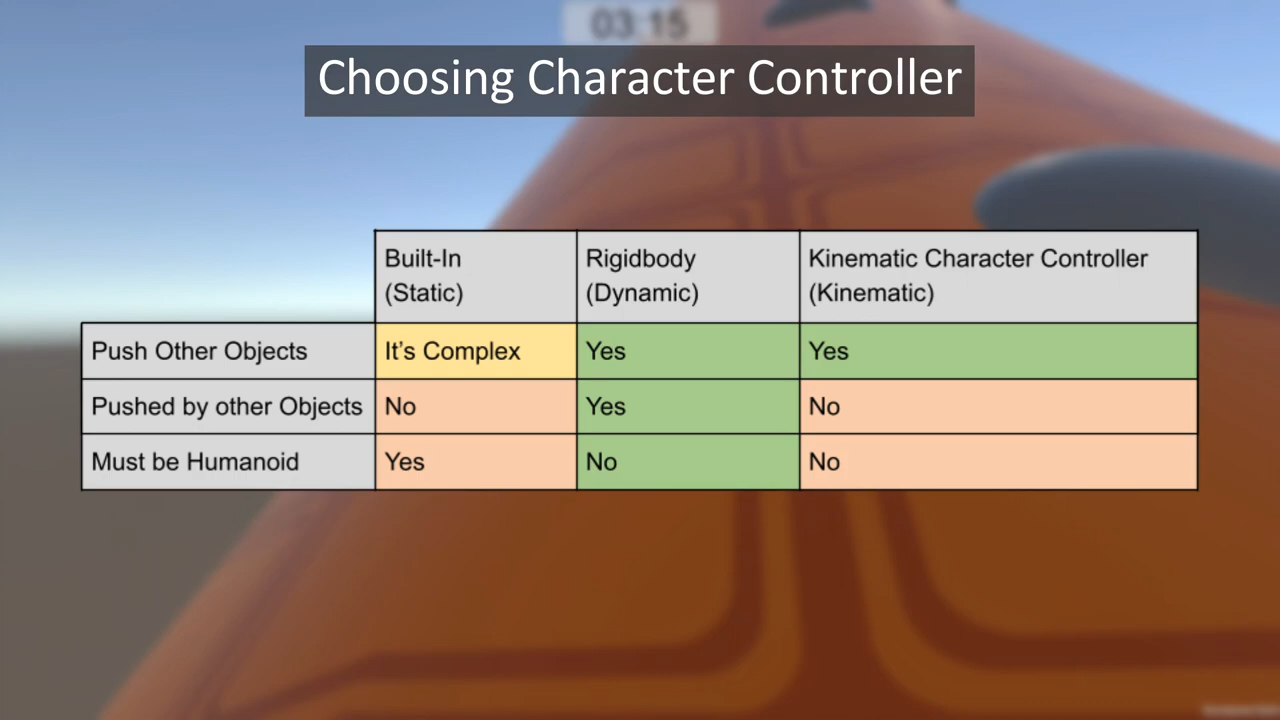 03:15
Choosing Character Controller
Built-In
(Static)
Rigidbody
(Dynamic)
Kinematic Character Controller
(Kinematic)
Push Other Objects
It's Complex
Yes
Yes
Pushed by other Objects
No
Yes
No
Must be Humanoid
Yes
No
No